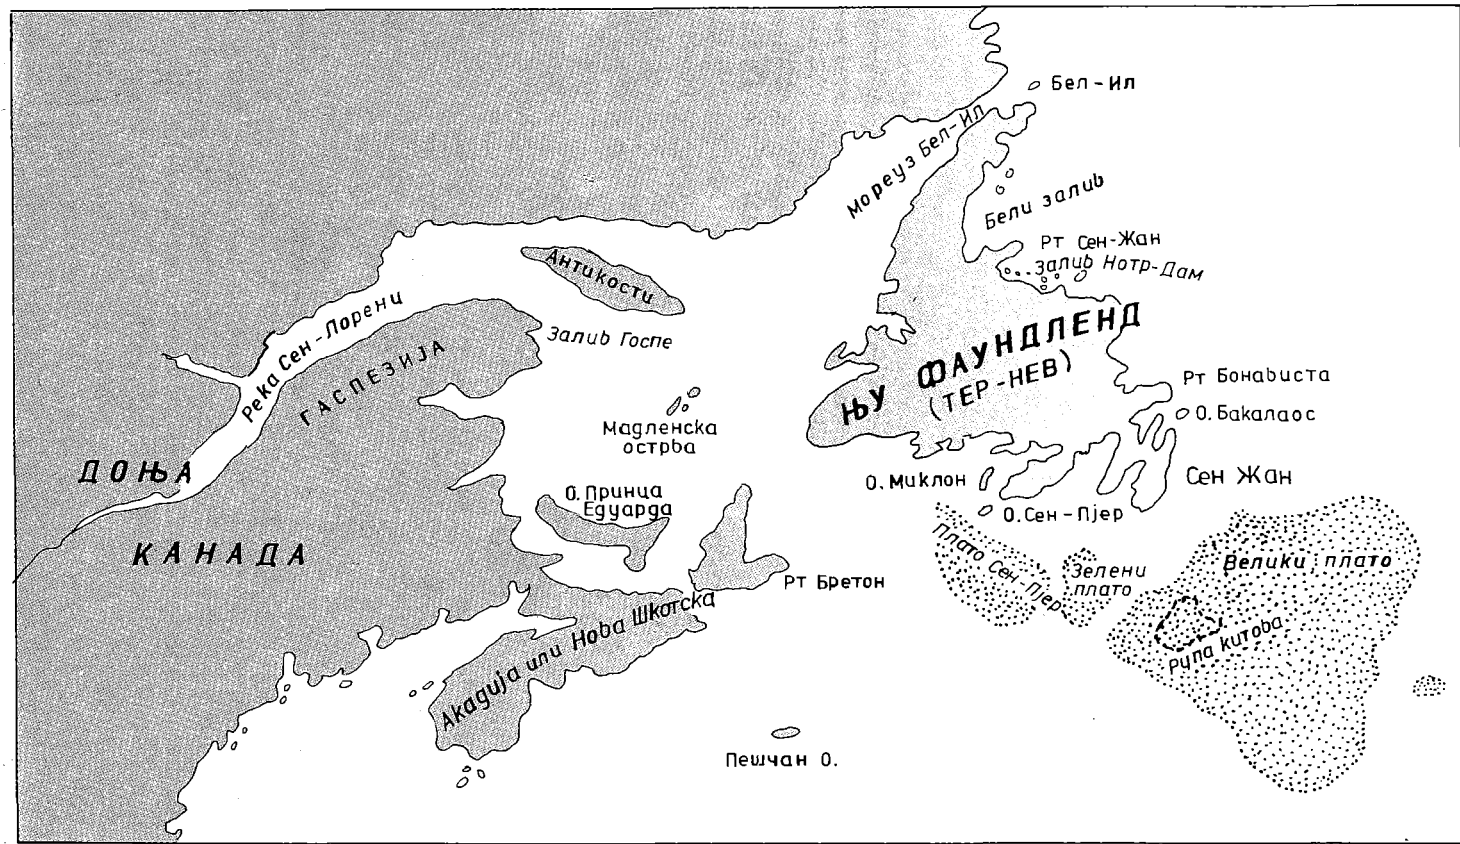 Бел-Ил
Мореуз Бел-Ил
Бели залив
Рт Сен-Жан
Залив Нотр-Дам
Антикости
Река Сен-Лоренц
Залив Госпе
ГАСПЕЗИЈА
ЊУ ФАУНДЛЕНД
(ТЕР-НЕВ)
Рт Бонависта
О. Бакалаос
Мадленска
острва
ДОЊА
КАНАДА
О. Миклон
Сен Жан
О. Принца
Едуарда
О. Сен-Пјер
Плато Сен-Пјер
Зелени
плато
Велики плато
Рупа китова
Рт Бретон
Акадија или Нова Шкотска
Пешчан О.